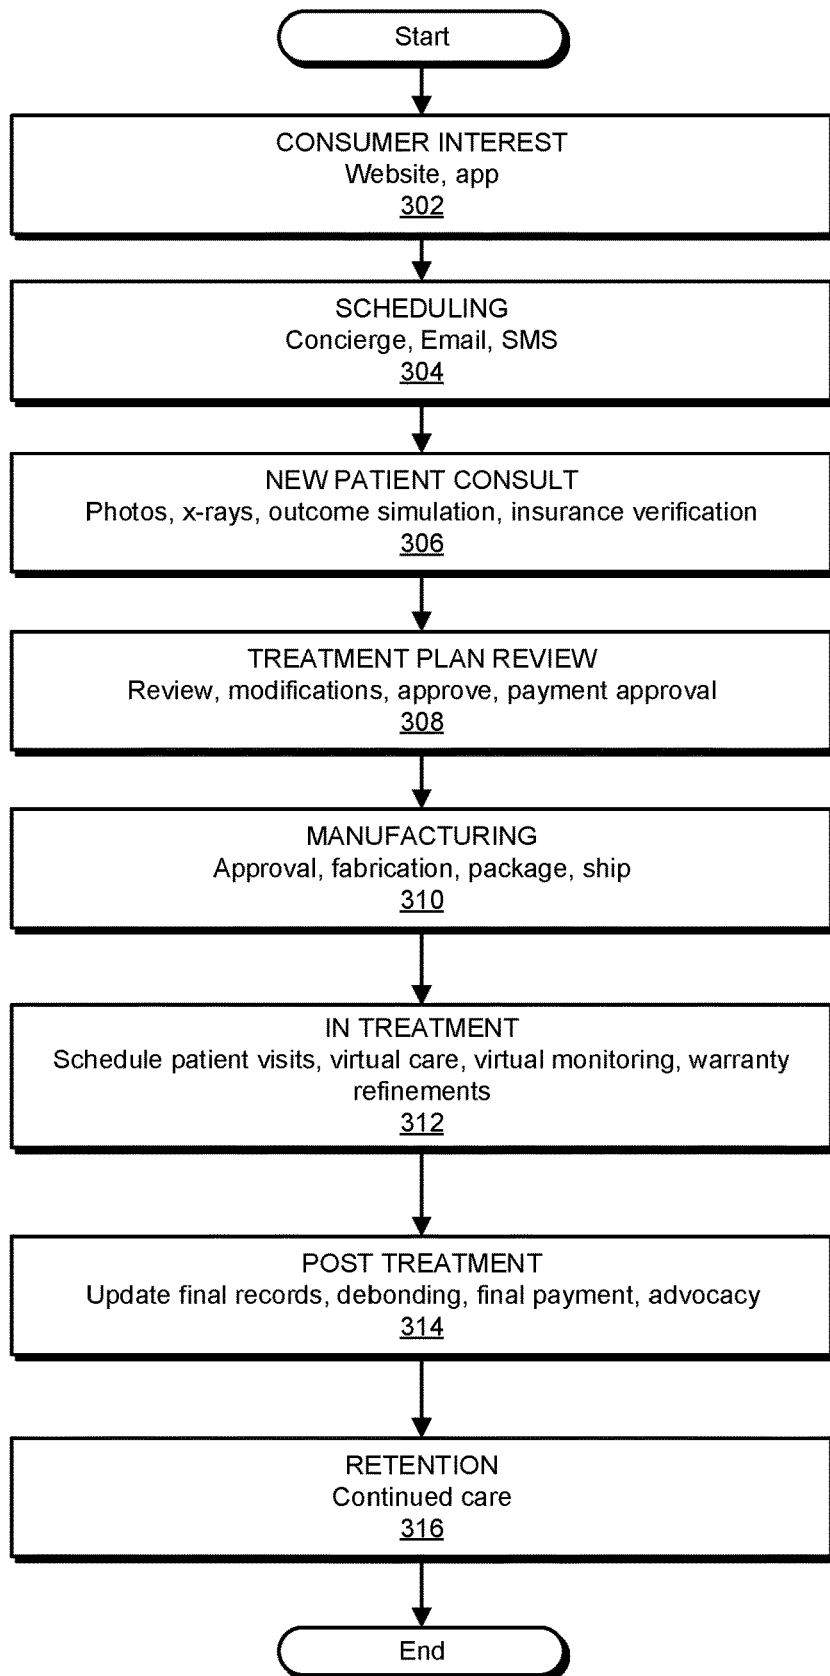 Start
CONSUMER INTEREST
Website, app
302
SCHEDULING
Concierge, Email, SMS
304
NEW PATIENT CONSULT
Photos, x-rays, outcome simulation, insurance verification
306
TREATMENT PLAN REVIEW
Review, modifications, approve, payment approval
308
MANUFACTURING
Approval, fabrication, package, ship
310
IN TREATMENT
Schedule patient visits, virtual care, virtual monitoring, warranty
refinements
312
POST TREATMENT
Update final records, debonding, final payment, advocacy
314
RETENTION
Continued care
316
End